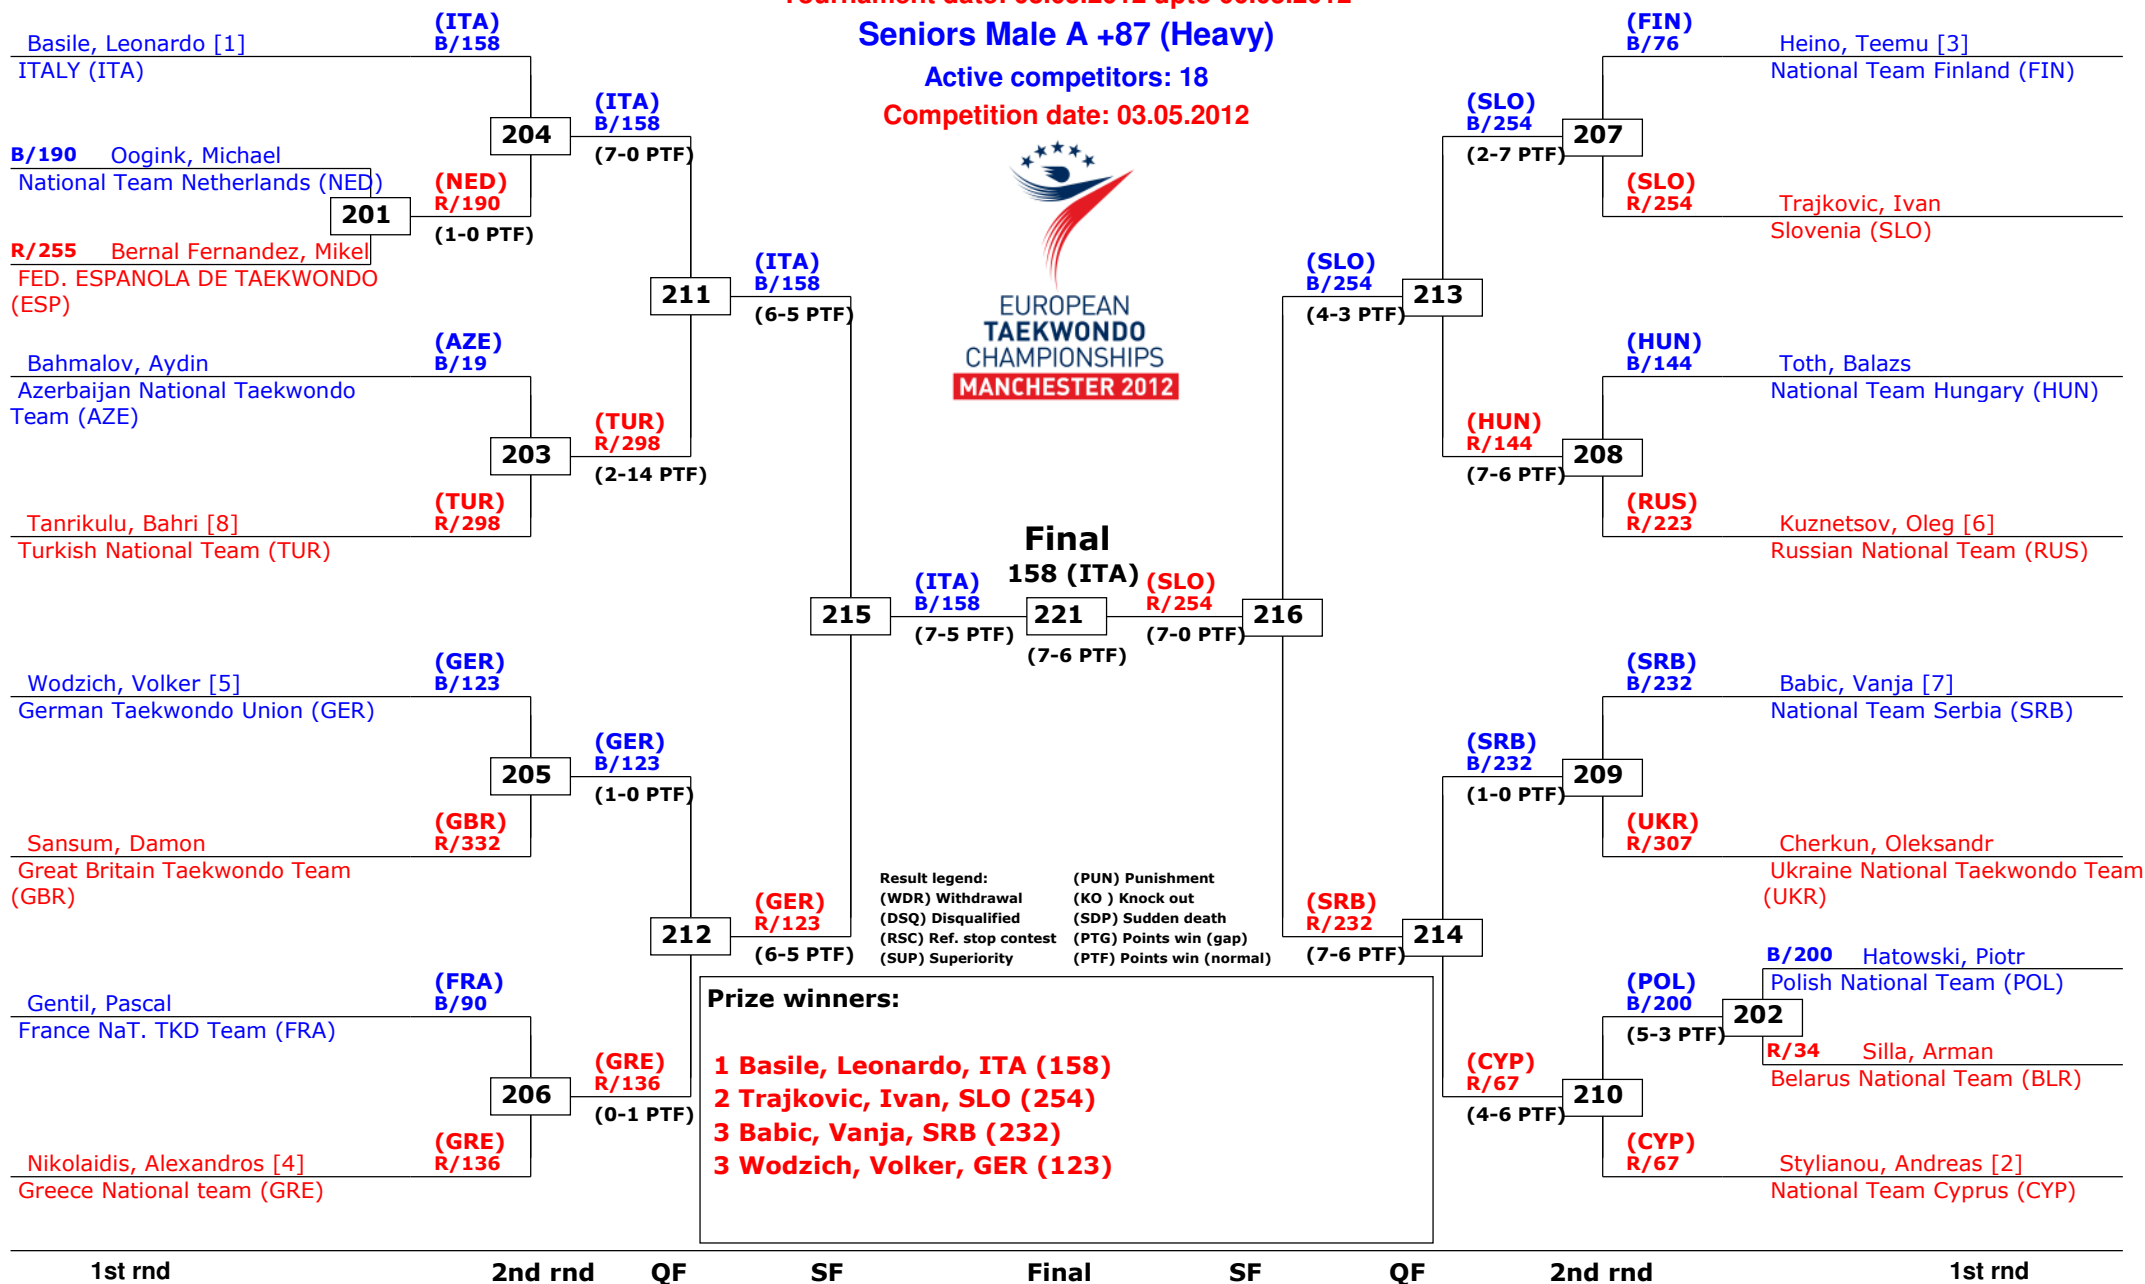 Tournament date: 03.05.2012 upto 06.05.2012
Seniors Male A +87 (Heavy)
Active competitors: 18
Competition date: 03.05.2012
EUROPEAN
TAEKWONDO
CHAMPIONSHIPS
MANCHESTER 2012
(ITA)
B/158
Basile, Leonardo [1]
ITALY (ITA)
(ITA)
B/158
204
(7-0 PTF)
B/190 Oogink, Michael
National Team Netherlands (NED)
201
(NED)
R/190
(1-0 PTF)
R/255 Bernal Fernandez, Mikel
FED. ESPANOLA DE TAEKWONDO
(ESP)
211
(ITA)
B/158
(6-5 PTF)
(AZE)
B/19
Bahmalov, Aydin
Azerbaijan National Taekwondo
Team (AZE)
203
(TUR)
R/298
(2-14 PTF)
(TUR)
R/298
Tanrikulu, Bahri [8]
Turkish National Team (TUR)
Final
158 (ITA)
215
(ITA)
B/158
(7-5 PTF)
221
(7-6 PTF)
(SLO)
R/254
(7-0 PTF)
216
(GER)
B/123
Wodzich, Volker [5]
German Taekwondo Union (GER)
205
(GER)
B/123
(1-0 PTF)
(GBR)
R/332
Sansum, Damon
Great Britain Taekwondo Team
(GBR)
212
(GER)
R/123
(6-5 PTF)
(FRA)
B/90
Gentil, Pascal
France NaT. TKD Team (FRA)
206
(GRE)
R/136
(0-1 PTF)
(GRE)
R/136
Nikolaidis, Alexandros [4]
Greece National team (GRE)
(FIN)
B/76
Heino, Teemu [3]
National Team Finland (FIN)
(SLO)
B/254
(2-7 PTF)
207
(SLO)
R/254
Trajkovic, Ivan
Slovenia (SLO)
(SLO)
B/254
(4-3 PTF)
213
(HUN)
B/144
Toth, Balazs
National Team Hungary (HUN)
(HUN)
R/144
(7-6 PTF)
208
(RUS)
R/223
Kuznetsov, Oleg [6]
Russian National Team (RUS)
(SRB)
B/232
Babic, Vanja [7]
National Team Serbia (SRB)
(SRB)
B/232
(1-0 PTF)
209
(UKR)
R/307
Cherkun, Oleksandr
Ukraine National Taekwondo Team
(UKR)
(SRB)
R/232
(7-6 PTF)
214
B/200 Hatowski, Piotr
Polish National Team (POL)
(POL)
B/200
(5-3 PTF)
202
R/34 Silla, Arman
Belarus National Team (BLR)
(CYP)
R/67
(4-6 PTF)
210
(CYP)
R/67
Stylianou, Andreas [2]
National Team Cyprus (CYP)
Result legend: (PUN) Punishment
(WDR) Withdrawal (KO ) Knock out
(DSQ) Disqualified (SDP) Sudden death
(RSC) Ref. stop contest (PTG) Points win (gap)
(SUP) Superiority (PTF) Points win (normal)
Prize winners:
1 Basile, Leonardo, ITA (158)
2 Trajkovic, Ivan, SLO (254)
3 Babic, Vanja, SRB (232)
3 Wodzich, Volker, GER (123)
1st rnd 2nd rnd QF SF Final SF QF 2nd rnd 1st rnd